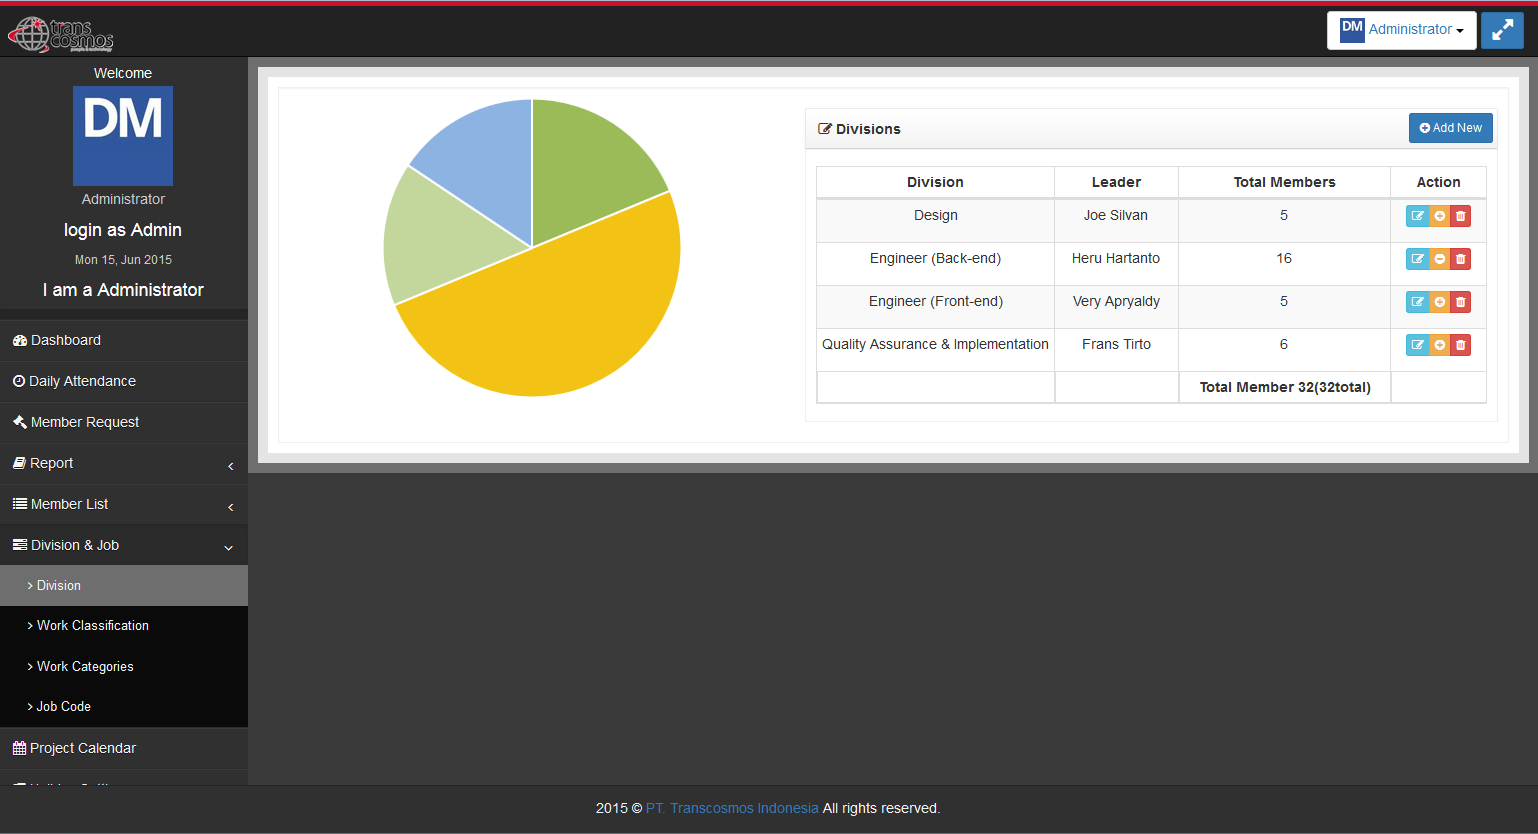 trans
cosmos
people & technology
DM Administrator
Welcome
DM
Administrator
login as Admin
Mon 15, Jun 2015
I am a Administrator
Dashboard
Daily Attendance
Member Request
Report
Member List
Division & Job
Division
Work Classification
Work Categories
Job Code
Project Calendar
Divisions
Add New
Division Leader Total Members Action
Design Joe Silvan 5
Engineer (Back-end) Heru Hartanto 16
Engineer (Front-end) Very Apryaldy 5
Quality Assurance & Implementation Frans Tirto 6
Total Member 32(32total)
2015 © PT. Transcosmos Indonesia All rights reserved.